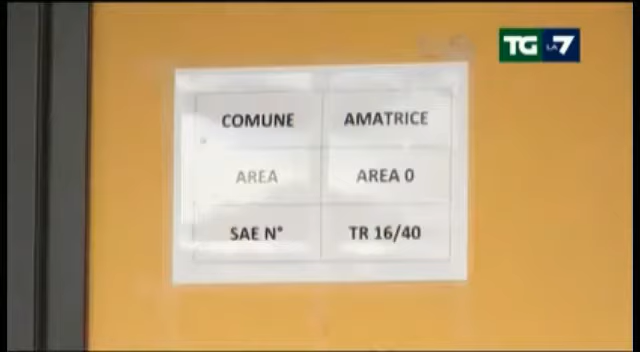 TG LA 7
COMUNE AMATRICE
AREA AREA 0
SAE N° TR 16/40